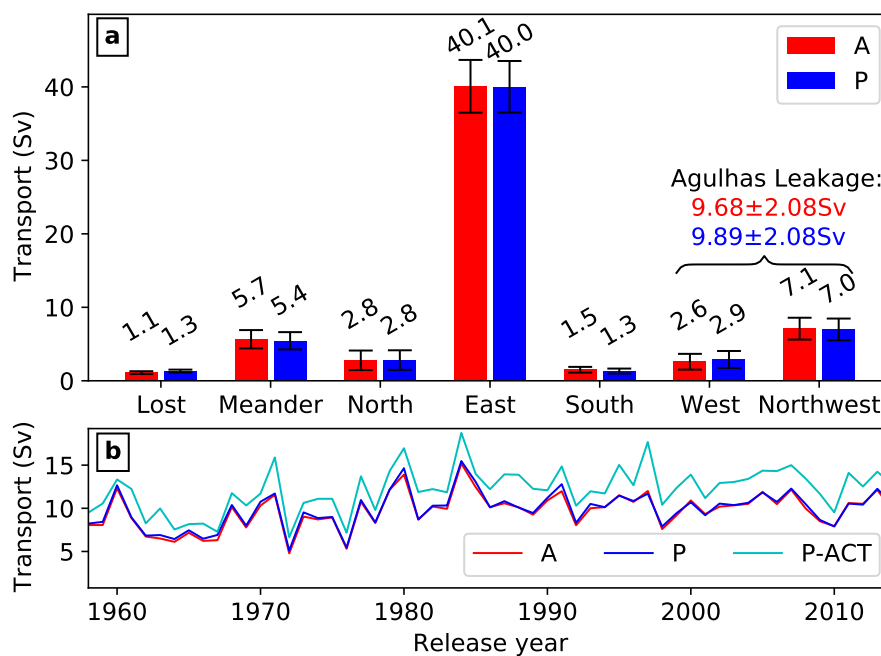 a
40.1 40.0
A
P
40
30
20
10
0
Transport (Sv)
Agulhas Leakage:
9.68±2.08Sv
9.89±2.08Sv
1.1 1.3 5.7 5.4 2.8 2.8 1.5 1.3 2.6 2.9 7.1 7.0
Lost Meander North East South West Northwest
b
15
10
5
Transport (Sv)
A P P-ACT
1960 1970 1980 1990 2000 2010
Release year